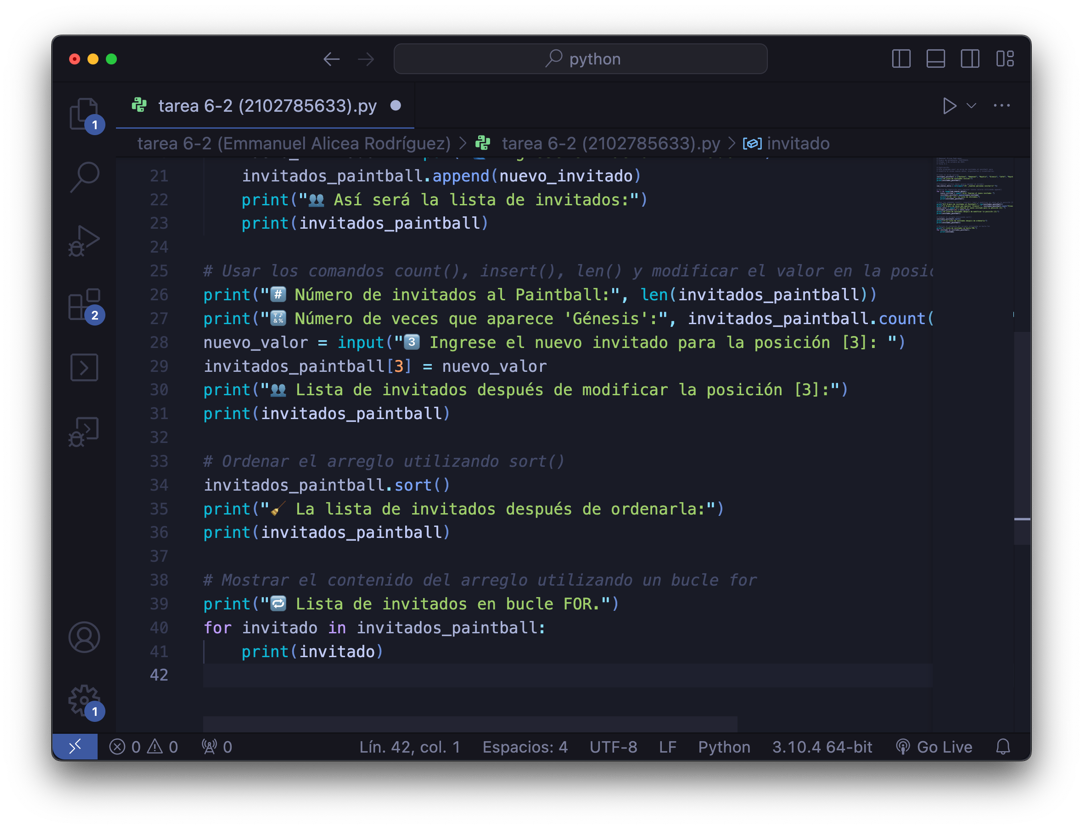 python
tarea 6-2 (2102785633).py
1
tarea 6-2 (Emmanuel Alicea Rodríguez) > tarea 6-2 (2102785633).py > invitado
21 invitados_paintball.append(nuevo_invitado)
22 print("👥 Así será la lista de invitados:")
23 print(invitados_paintball)
24
25 # Usar los comandos count(), insert(), len() y modificar el valor en la
26 print("#️⃣ Número de invitados al Paintball:", len(invitados_paintball))
27 print("🔣 Número de veces que aparece 'Génesis':", invitados_paintball.count(
28 nuevo_valor = input("3️⃣ Ingrese el nuevo invitado para la posición [3]: ")
29 invitados_paintball[3] = nuevo_valor
30 print("👥 Lista de invitados después de modificar la posición [3]:")
31 print(invitados_paintball)
32
33 # Ordenar el arreglo utilizando sort()
34 invitados_paintball.sort()
35 print("🧹 La lista de invitados después de ordenarla:")
36 print(invitados_paintball)
37
38 # Mostrar el contenido del arreglo utilizando un bucle for
39 print("🔁 Lista de invitados en bucle FOR.")
40 for invitado in invitados_paintball:
41 print(invitado)
42
2
1
0 0 0 Lín. 42, col. 1 Espacios: 4 UTF-8 LF Python 3.10.4 64-bit Go Live